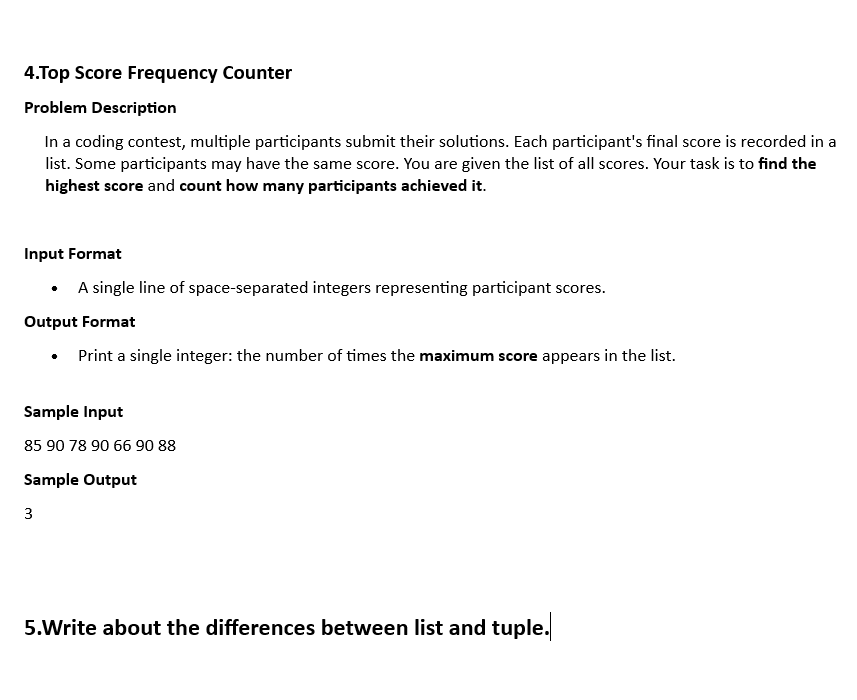 4.Top Score Frequency Counter
Problem Description
In a coding contest, multiple participants submit their solutions. Each participant's final score is recorded in a
list. Some participants may have the same score. You are given the list of all scores. Your task is to find the
highest score and count how many participants achieved it.
Input Format
• A single line of space-separated integers representing participant scores.
Output Format
• Print a single integer: the number of times the maximum score appears in the list.
Sample Input
85 90 78 90 66 90 88
Sample Output
3
5.Write about the differences between list and tuple.